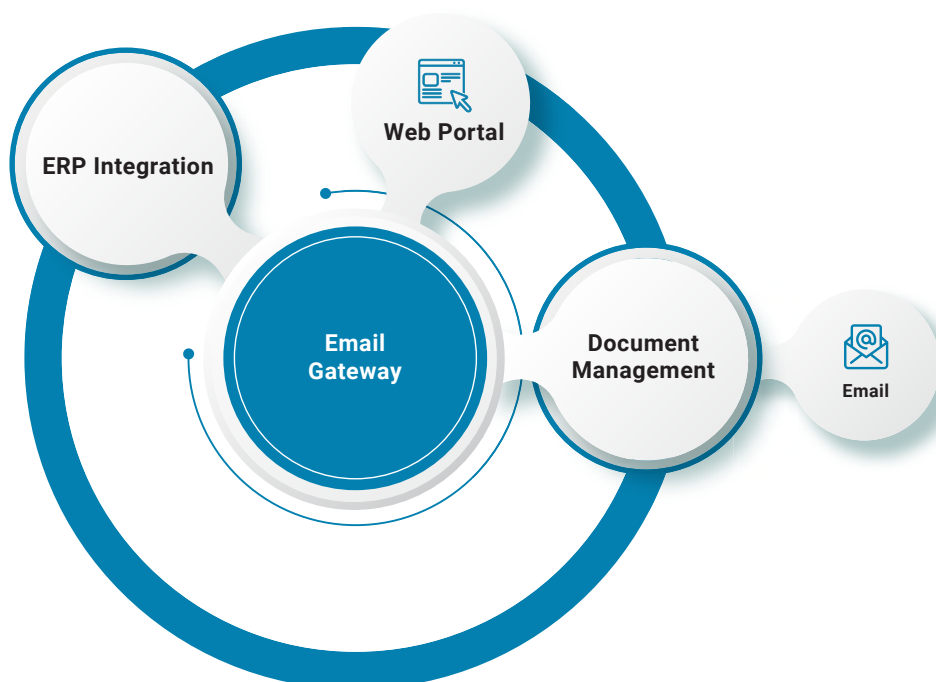 Web Portal
ERP Integration
Email
Gateway
Document
Management
Email